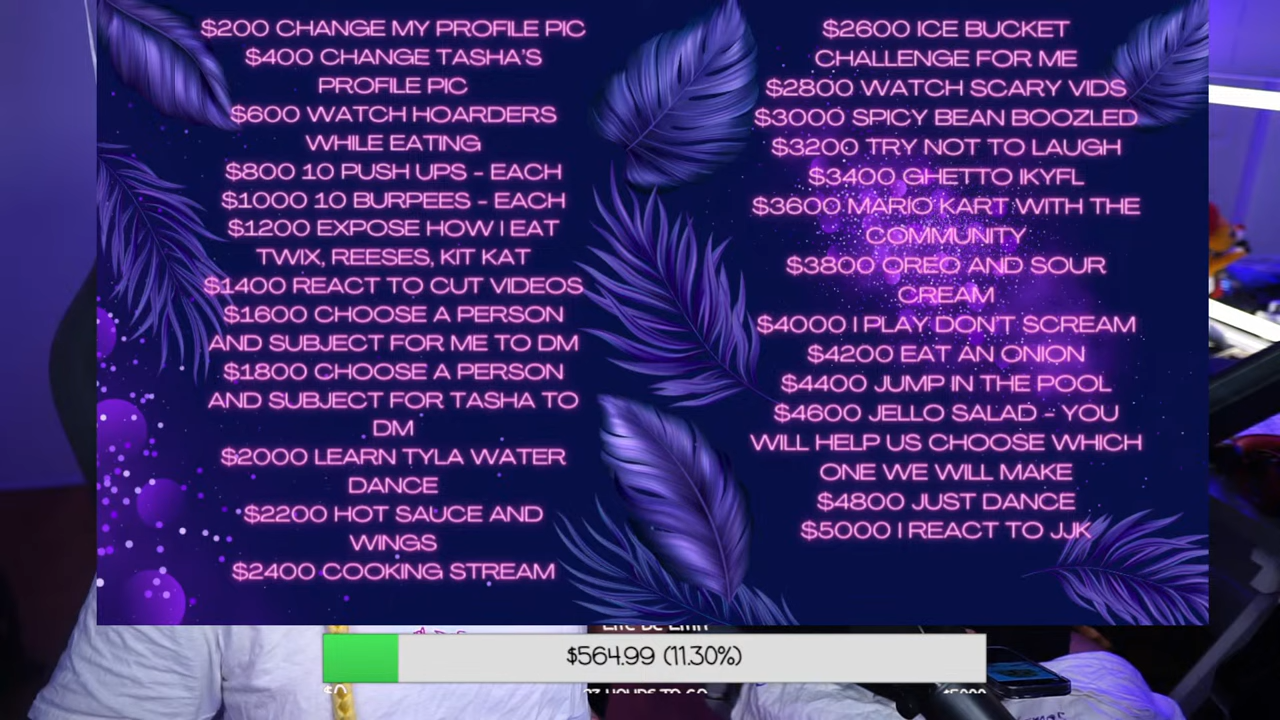 $200 CHANGE MY PROFILE PIC
$400 CHANGE TASHA'S
PROFILE PIC
$600 WATCH HOARDERS
WHILE EATING
$800 10 PUSH UPS - EACH
$1000 10 BURPEES - EACH
$1200 EXPOSE HOW I EAT
TWIX, REESES, KIT KAT
$1400 REACT TO CUT VIDEOS
$1600 CHOOSE A PERSON
AND SUBJECT FOR ME TO DM
$1800 CHOOSE A PERSON
AND SUBJECT FOR TASHA TO
DM
$2000 LEARN TYLA WATER
DANCE
$2200 HOT SAUCE AND
WINGS
$2400 COOKING STREAM
$2600 ICE BUCKET
CHALLENGE FOR ME
$2800 WATCH SCARY VIDS
$3000 SPICY BEAN BOOZLED
$3200 TRY NOT TO LAUGH
$3400 GHETTO IKYFL
$3600 MARIO KART WITH THE
COMMUNITY
$3800 OREO AND SOUR
CREAM
$4000 I PLAY DON'T SCREAM
$4200 EAT AN ONION
$4400 JUMP IN THE POOL
$4600 JELLO SALAD - YOU
WILL HELP US CHOOSE WHICH
ONE WE WILL MAKE
$4800 JUST DANCE
$5000 I REACT TO JJK
$564.99 (11.30%)
$0 23 HOURS TO GO $5000